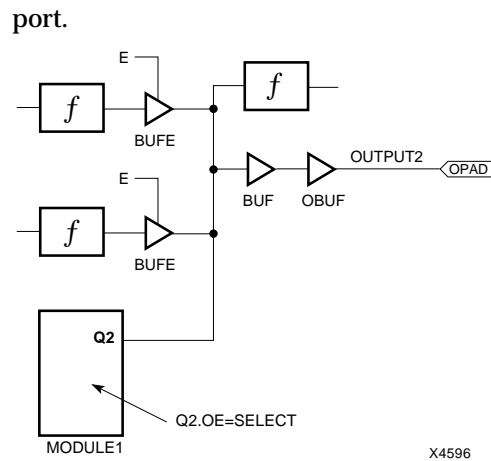 port.
E
f
BUFE
f
E
f
BUFE
BUF
OBUF
OUTPUT2
OPAD
Q2
Q2.OE=SELECT
MODULE1
X4596